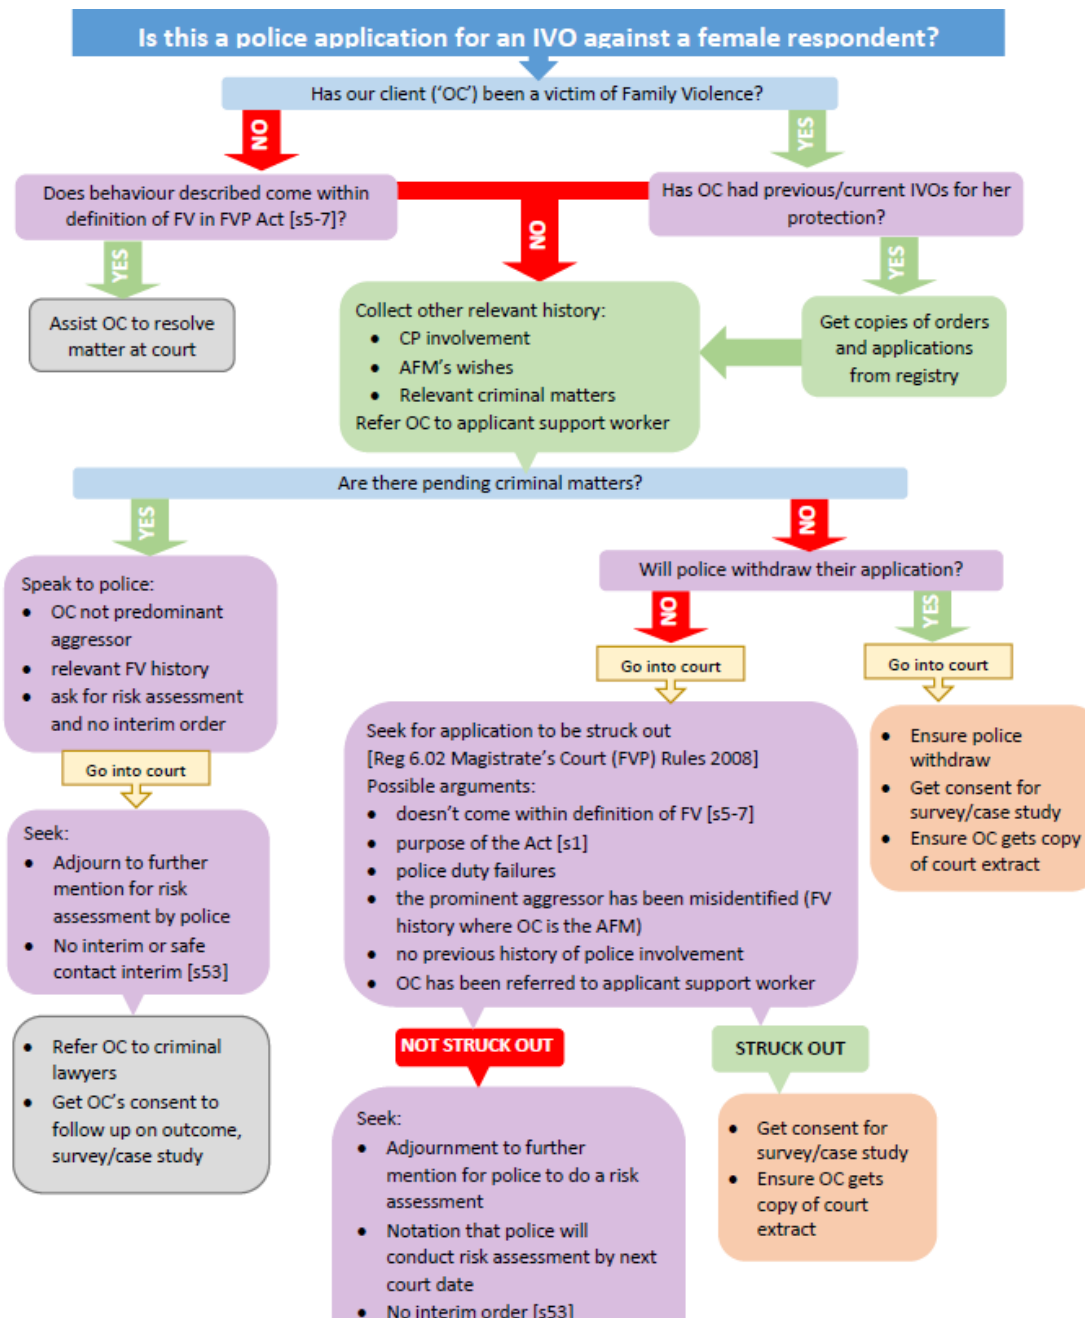 Is this a police application for an IVO against a female respondent?
Has our client ('OC') been a victim of Family Violence?
NO
YES
Does behaviour described come within
definition of FV in FVP Act [s5-7]?
Has OC had previous/current IVOs for her
protection?
YES
NO
YES
Assist OC to resolve
matter at court
Collect other relevant history:
• CP involvement
• AFM's wishes
• Relevant criminal matters
Refer OC to applicant support worker
Get copies of orders
and applications
from registry
Are there pending criminal matters?
YES
NO
Speak to police:
• OC not predominant
aggressor
• relevant FV history
• ask for risk assessment
and no interim order
Will police withdraw their application?
NO
YES
Go into court
Go into court
Go into court
Seek:
• Adjourn to further
mention for risk
assessment by police
• No interim or safe
contact interim [s53]
Seek for application to be struck out
[Reg 6.02 Magistrate's Court (FVP) Rules 2008]
Possible arguments:
• doesn't come within definition of FV [s5-7]
• purpose of the Act [s1]
• police duty failures
• the prominent aggressor has been misidentified (FV
history where OC is the AFM)
• no previous history of police involvement
• OC has been referred to applicant support worker
• Ensure police
withdraw
• Get consent for
survey/case study
• Ensure OC gets copy
of court extract
• Refer OC to criminal
lawyers
• Get OC's consent to
follow up on outcome,
survey/case study
NOT STRUCK OUT
STRUCK OUT
Seek:
• Adjournment to further
mention for police to do a risk
assessment
• Notation that police will
conduct risk assessment by next
court date
• No interim order [s53]
• Get consent for
survey/case study
• Ensure OC gets
copy of court
extract